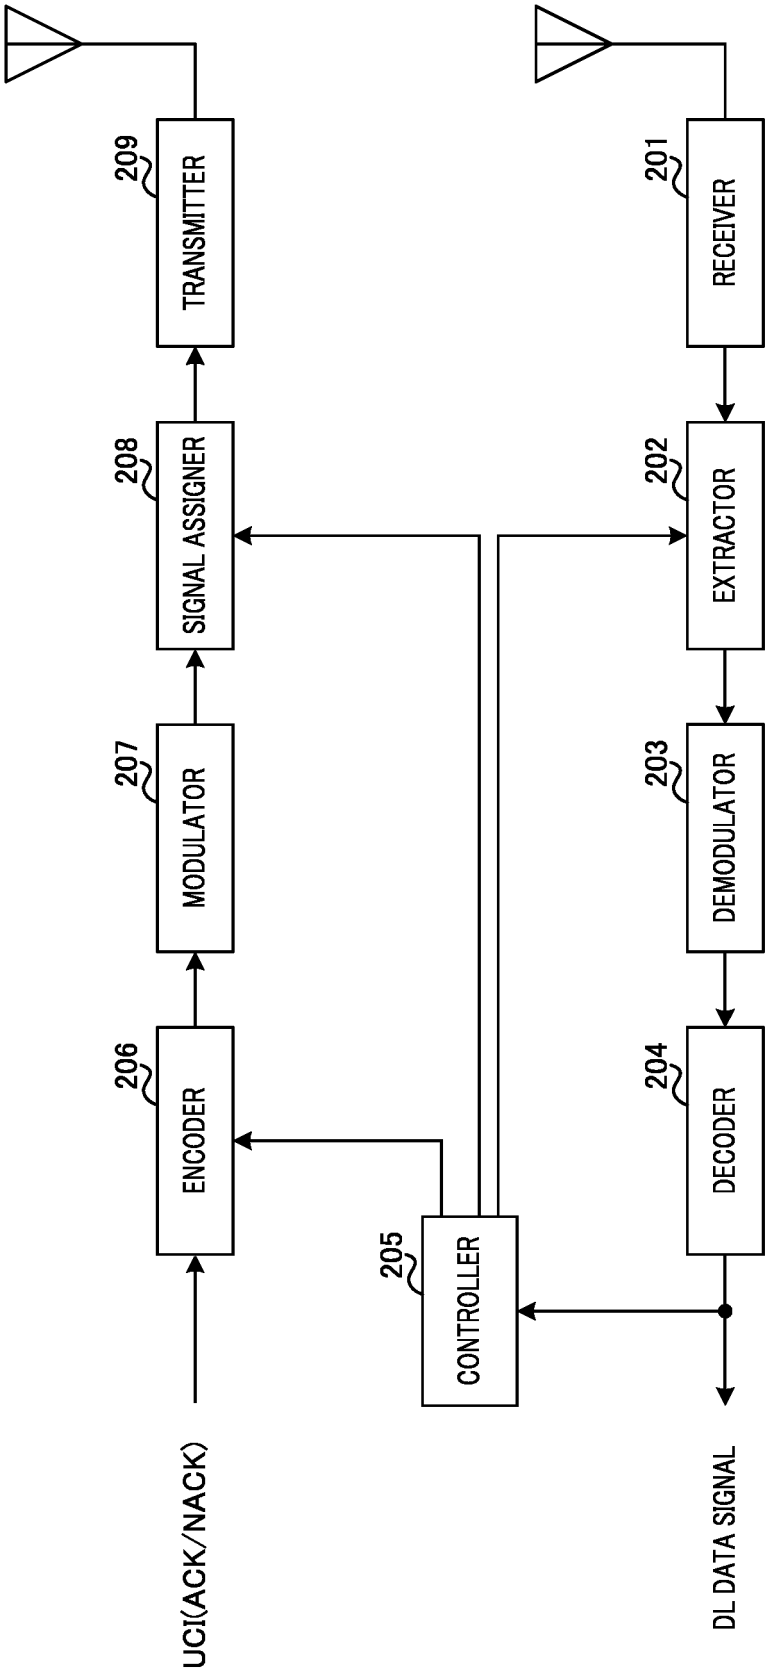 209
TRANSMITTER
208
SIGNAL ASSIGNER
207
MODULATOR
206
ENCODER
UCI(ACK/NACK)
205
CONTROLLER
201
RECEIVER
202
EXTRACTOR
203
DEMODULATOR
204
DECODER
DL DATA SIGNAL